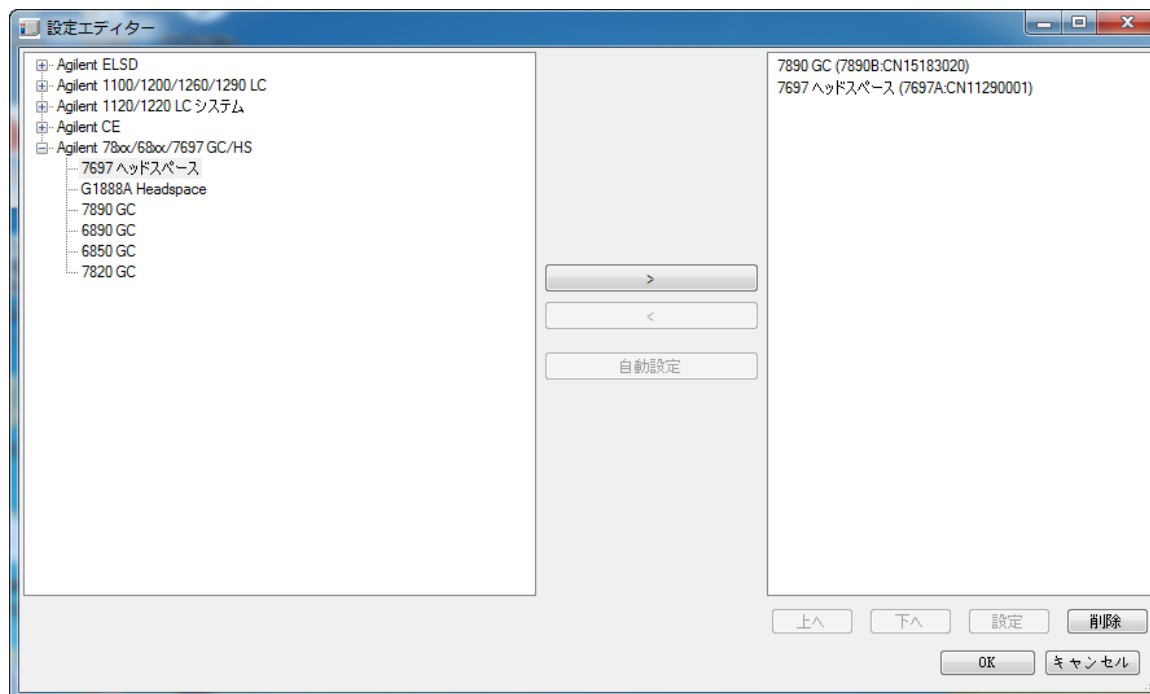 設定エディター
Agilent ELSD
Agilent 1100/1200/1260/1290 LC
Agilent 1120/1220 LC システム
Agilent CE
Agilent 78xx/68xx/7697 GC/HS
7697 ヘッドスペース
G1888A Headspace
7890 GC
6890 GC
6850 GC
7820 GC
>
<
自動設定
7890 GC (7890B:CN15183020)
7697 ヘッドスペース (7697A:CN11290001)
上へ
下へ
設定
削除
OK
キャンセル